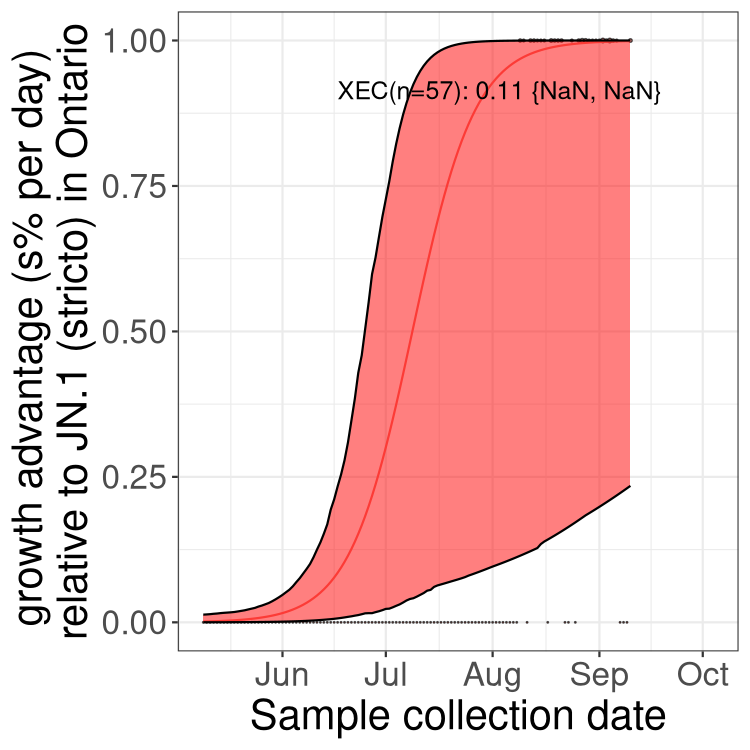 growth advantage (s% per day)
relative to JN.1 (stricto) in Ontario
1.00
0.75
0.50
0.25
0.00
XEC(n=57): 0.11 {NaN, NaN}
Jun Jul Aug Sep Oct
Sample collection date